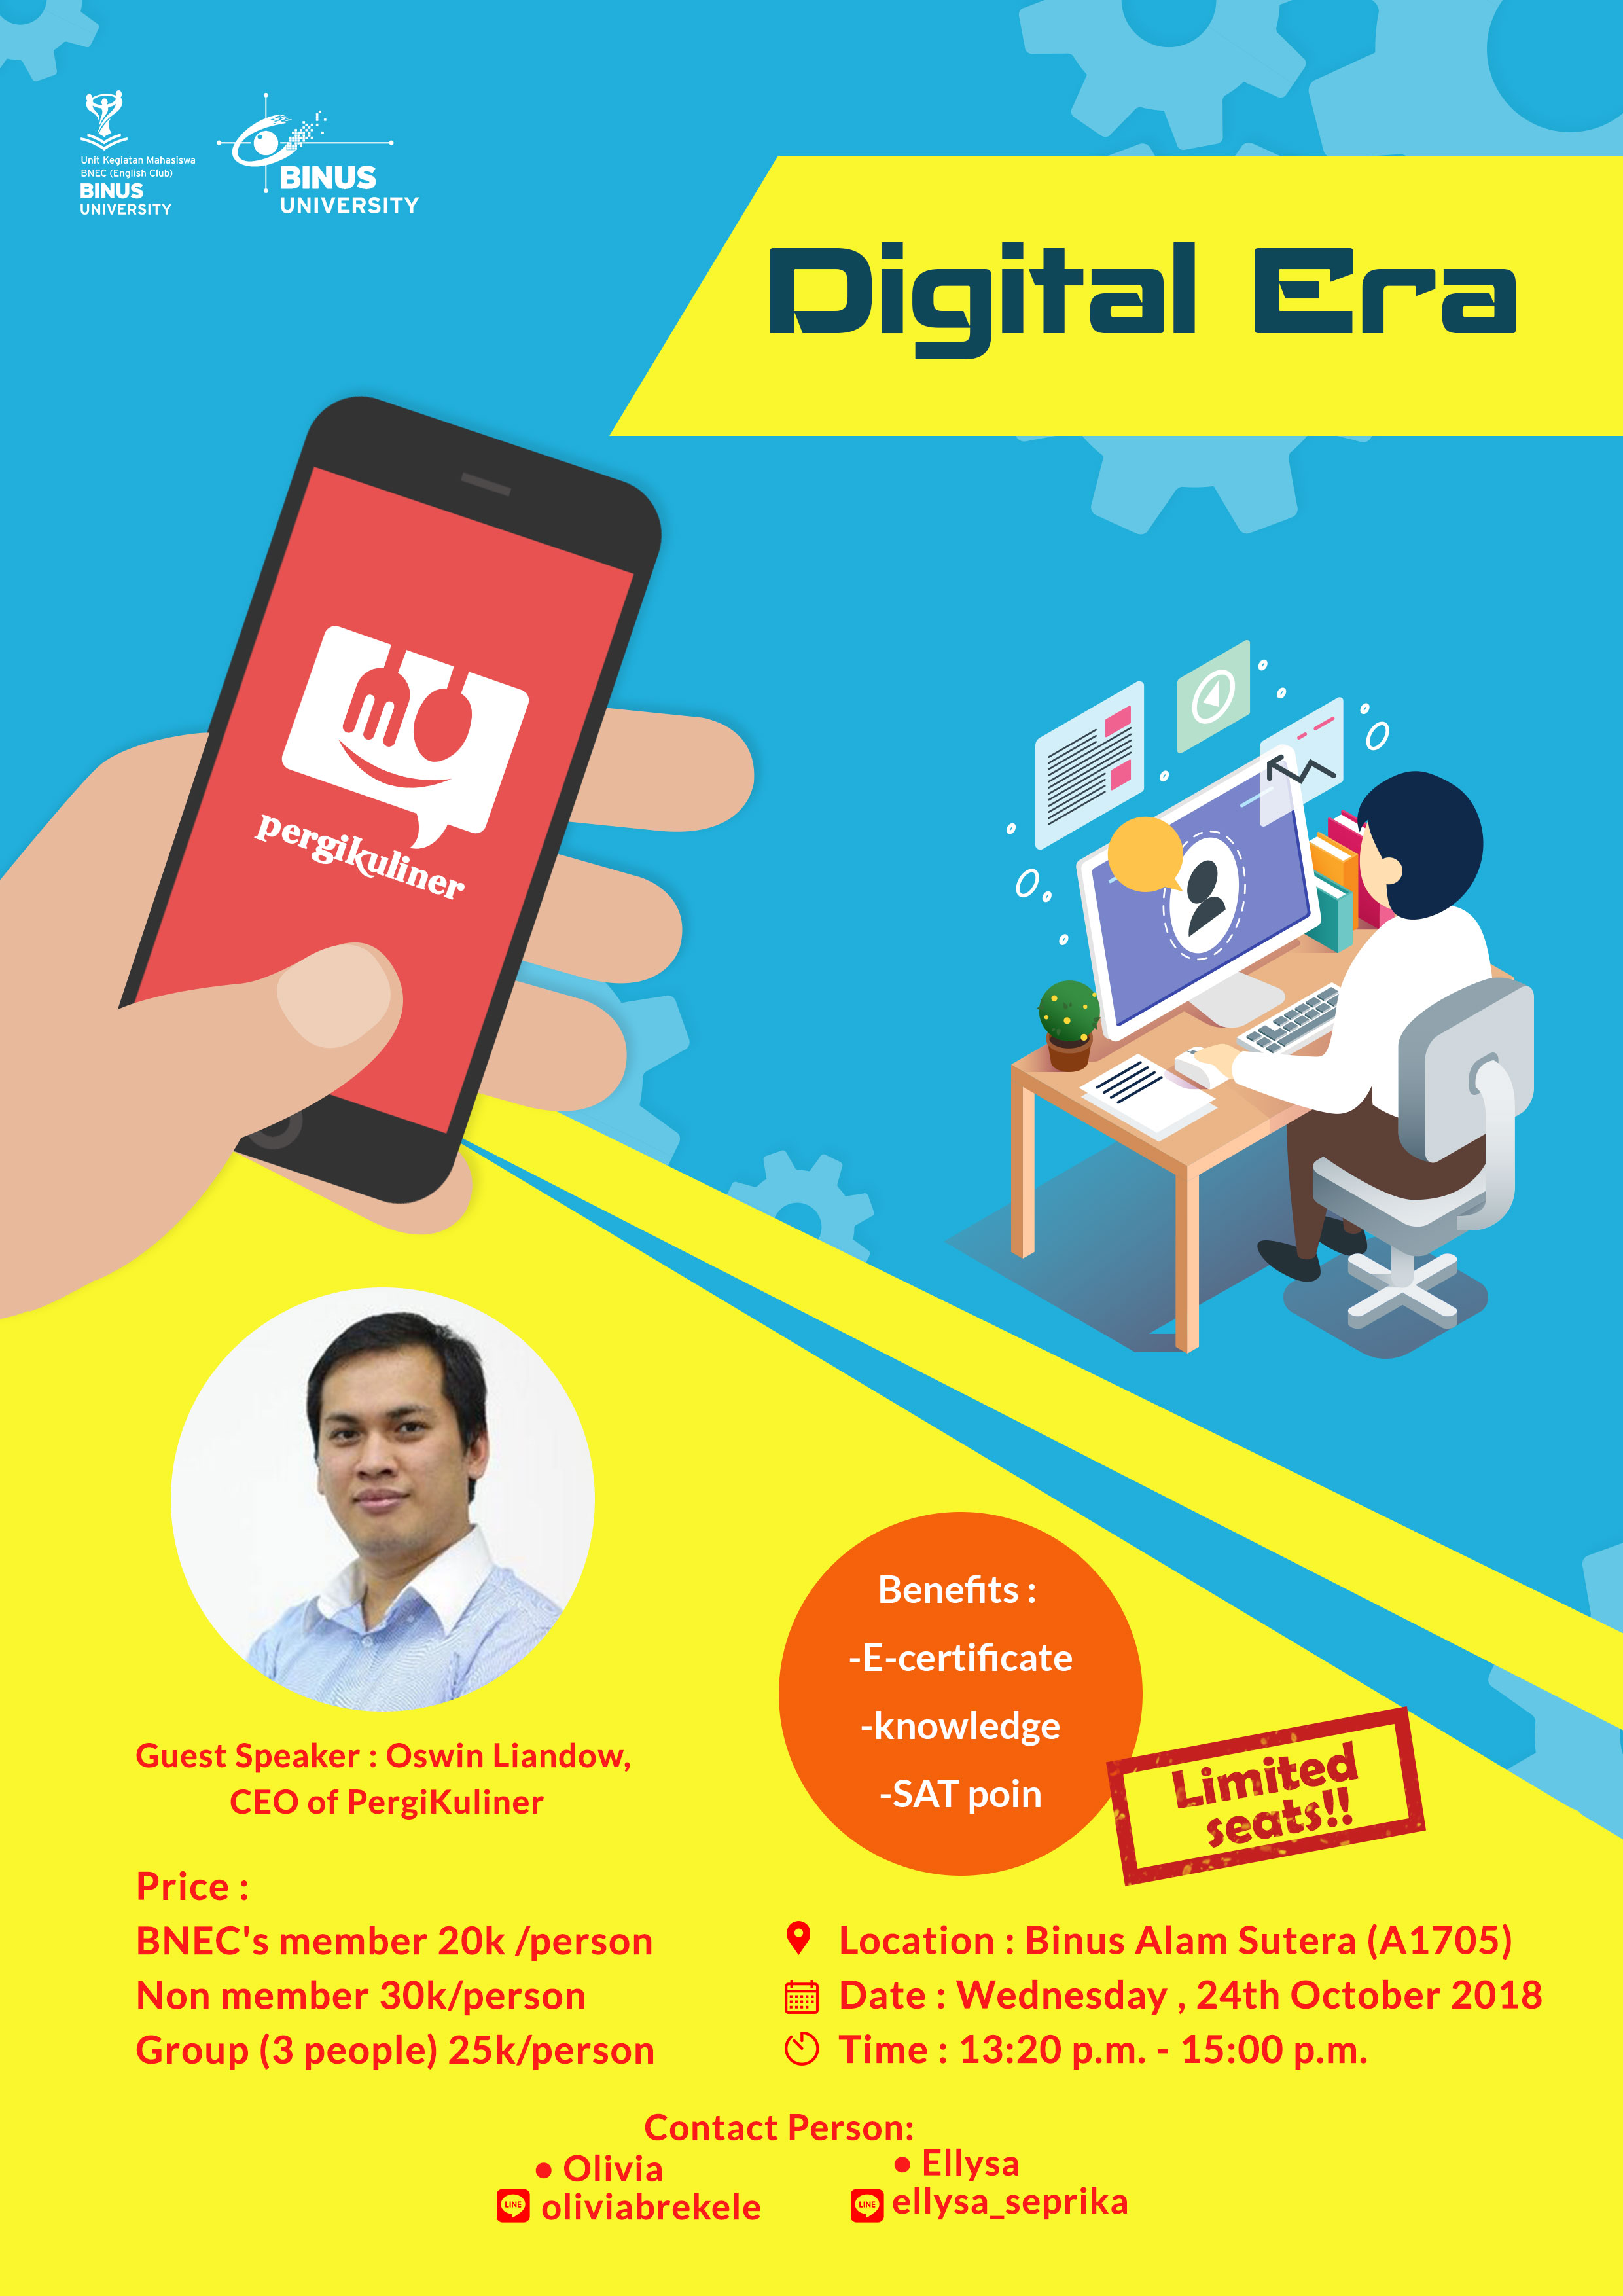 Unit Kegiatan Mahasiswa
BNEC (English Club)
BINUS
UNIVERSITY
BINUS
UNIVERSITY
Digital Era
pergikuliner
Guest Speaker : Oswin Liandow,
CEO of PergiKuliner
Benefits :
-E-certificate
-knowledge
-SAT poin
Limited
seats!!
Price :
BNEC's member 20k /person
Non member 30k/person
Group (3 people) 25k/person
Location : Binus Alam Sutera (A1705)
Date : Wednesday , 24th October 2018
Time : 13:20 p.m. - 15:00 p.m.
Contact Person:
• Olivia
LINE oliviabrekele
• Ellysa
LINE ellysa_seprika